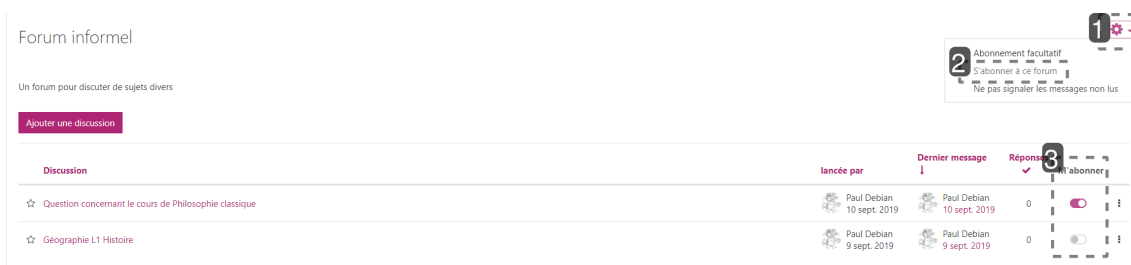 Forum informel
1
Abonnement facultatif
2
S'abonner à ce forum
Ne pas signaler les messages non lus
Un forum pour discuter de sujets divers
Ajouter une discussion
Discussion
lancée par
Dernier message
↓
Réponses
3
M'abonner
Question concernant le cours de Philosophie classique
Paul Debian
10 sept. 2019
Paul Debian
10 sept. 2019
0
Géographie L1 Histoire
Paul Debian
9 sept. 2019
Paul Debian
9 sept. 2019
0